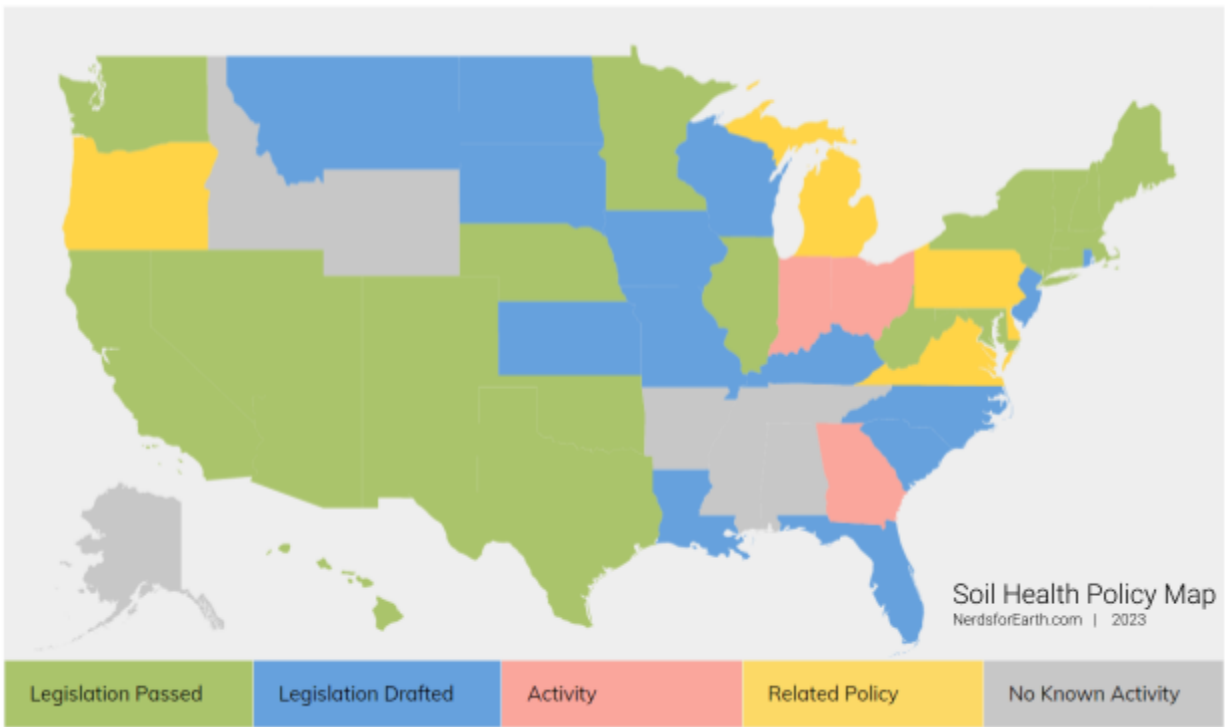 Soil Health Policy Map
NerdsforEarth.com | 2023
Legislation Passed
Legislation Drafted
Activity
Related Policy
No Known Activity